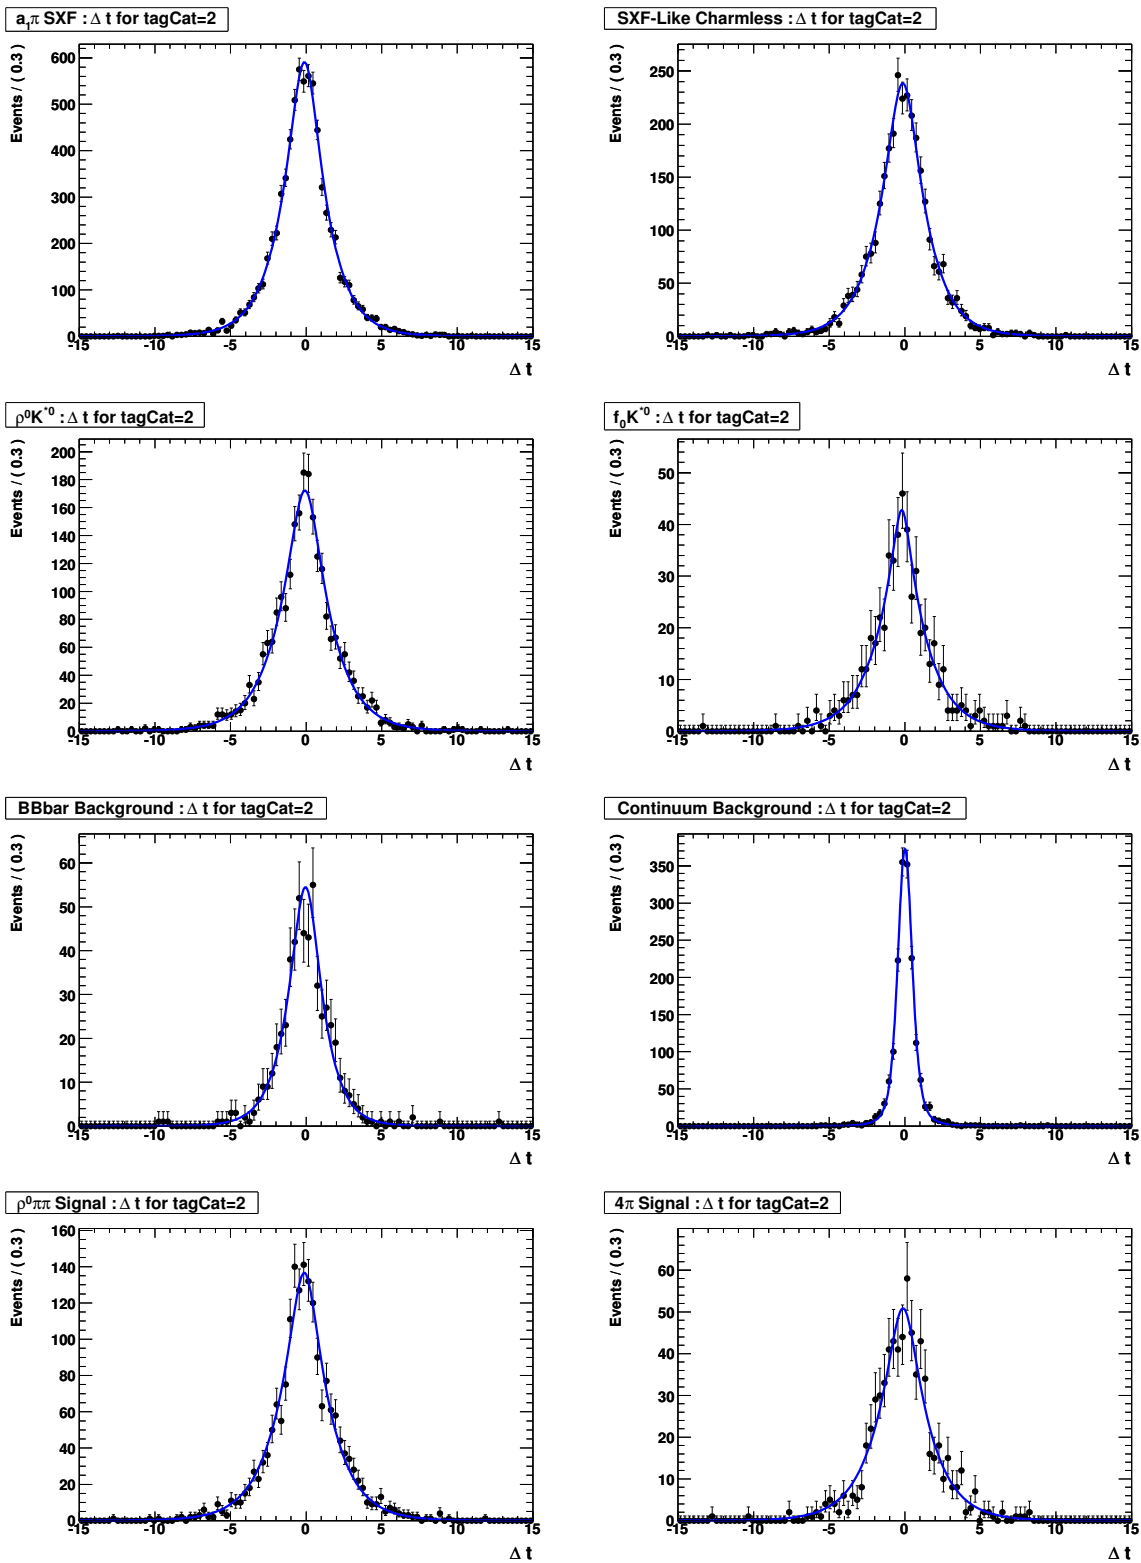 a₁π SXF : Δ t for tagCat=2
Events / ( 0.3 )
600
500
400
300
200
100
0
-15 -10 -5 0 5 10 15
Δ t
SXF-Like Charmless : Δ t for tagCat=2
Events / ( 0.3 )
250
200
150
100
50
0
-15 -10 -5 0 5 10 15
Δ t
ρ⁰K*⁰ : Δ t for tagCat=2
Events / ( 0.3 )
200
180
160
140
120
100
80
60
40
20
0
-15 -10 -5 0 5 10 15
Δ t
f₀K*⁰ : Δ t for tagCat=2
Events / ( 0.3 )
50
40
30
20
10
0
-15 -10 -5 0 5 10 15
Δ t
BBbar Background : Δ t for tagCat=2
Events / ( 0.3 )
60
50
40
30
20
10
0
-15 -10 -5 0 5 10 15
Δ t
Continuum Background : Δ t for tagCat=2
Events / ( 0.3 )
350
300
250
200
150
100
50
0
-15 -10 -5 0 5 10 15
Δ t
ρ⁰ππ Signal : Δ t for tagCat=2
Events / ( 0.3 )
160
140
120
100
80
60
40
20
0
-15 -10 -5 0 5 10 15
Δ t
4π Signal : Δ t for tagCat=2
Events / ( 0.3 )
60
50
40
30
20
10
0
-15 -10 -5 0 5 10 15
Δ t